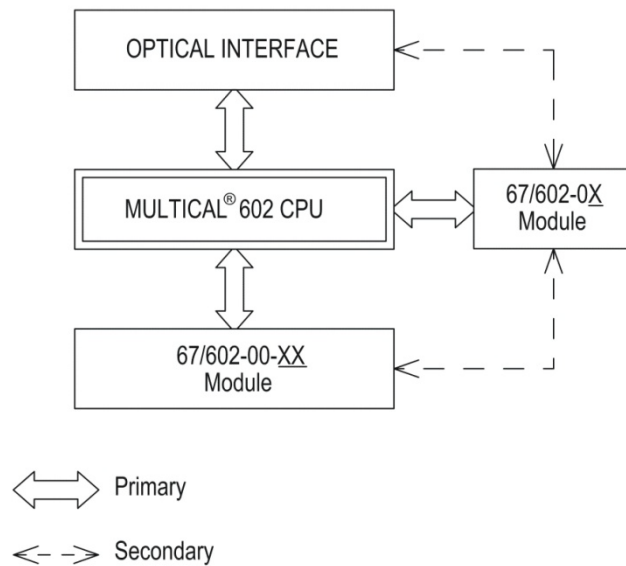 OPTICAL INTERFACE
MULTICAL® 602 CPU
67/602-0X
Module
67/602-00-XX
Module
Primary
Secondary